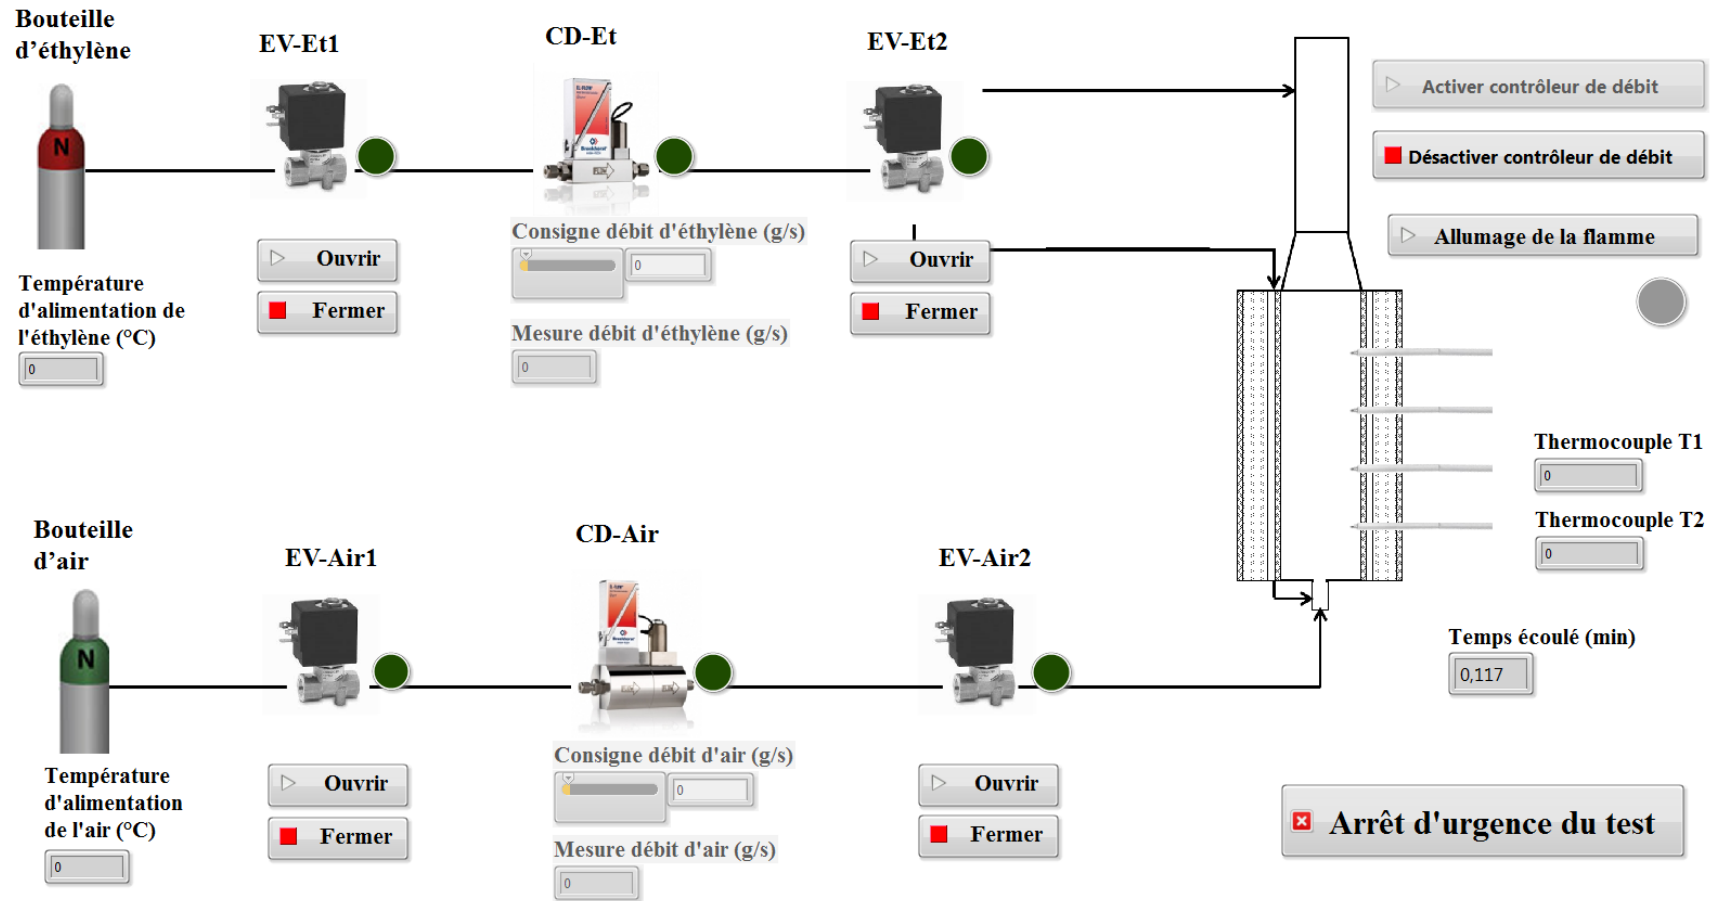 Bouteille
d'éthylène
EV-Et1
CD-Et
EV-Et2
N
Activer contrôleur de débit
Désactiver contrôleur de débit
Allumage de la flamme
Consigne débit d'éthylène (g/s)
0
Mesure débit d'éthylène (g/s)
0
Ouvrir
Fermer
Ouvrir
Fermer
Température
d'alimentation de
l'éthylène (°C)
0
Thermocouple T1
0
Thermocouple T2
0
Temps écoulé (min)
0,117
Bouteille
d'air
EV-Air1
CD-Air
EV-Air2
N
Consigne débit d'air (g/s)
0
Mesure débit d'air (g/s)
0
Ouvrir
Fermer
Ouvrir
Fermer
Température
d'alimentation
de l'air (°C)
0
Arrêt d'urgence du test